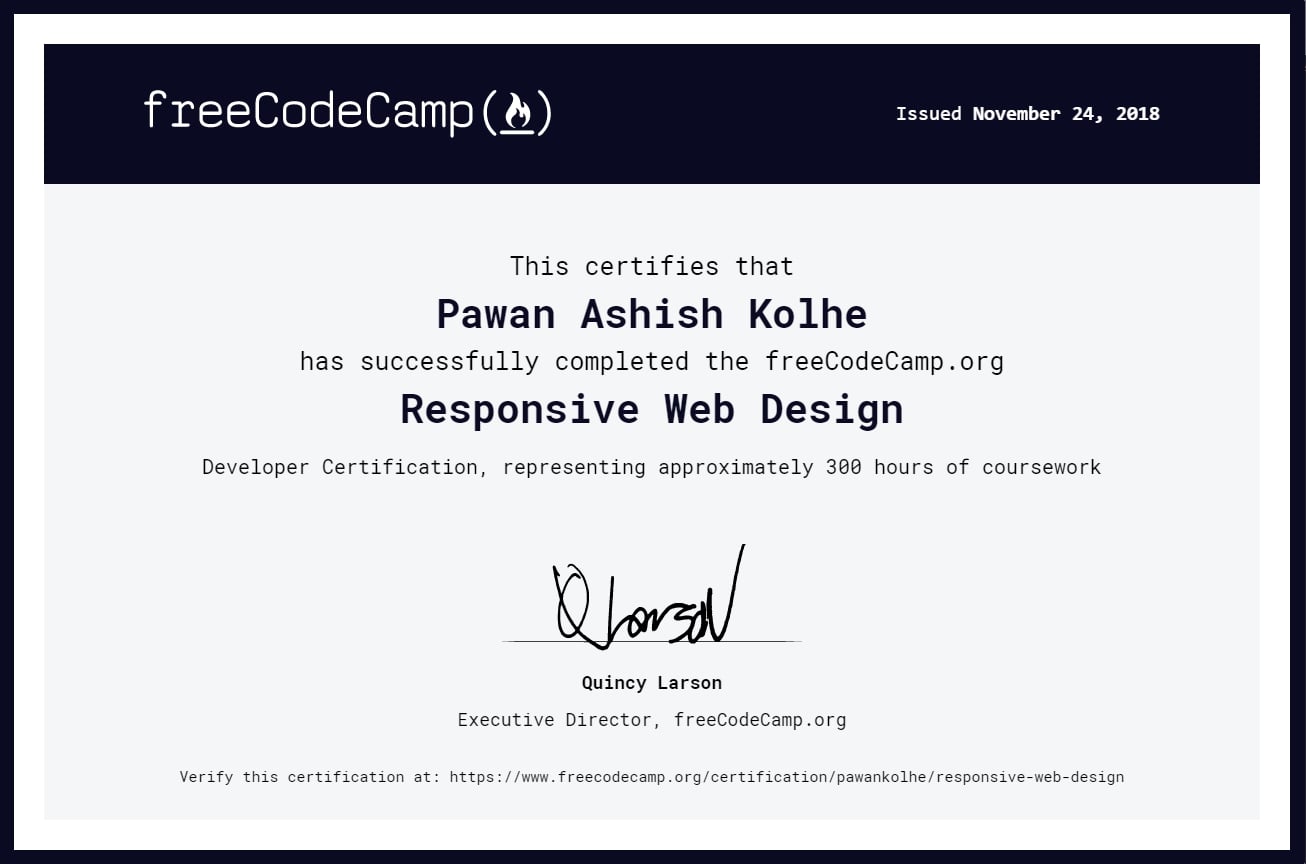 freeCodeCamp
Issued November 24, 2018
This certifies that
Pawan Ashish Kolhe
has successfully completed the freeCodeCamp.org
Responsive Web Design
Developer Certification, representing approximately 300 hours of coursework
Q Larson
Quincy Larson
Executive Director, freeCodeCamp.org
Verify this certification at: https://www.freecodecamp.org/certification/pawankolhe/responsive-web-design